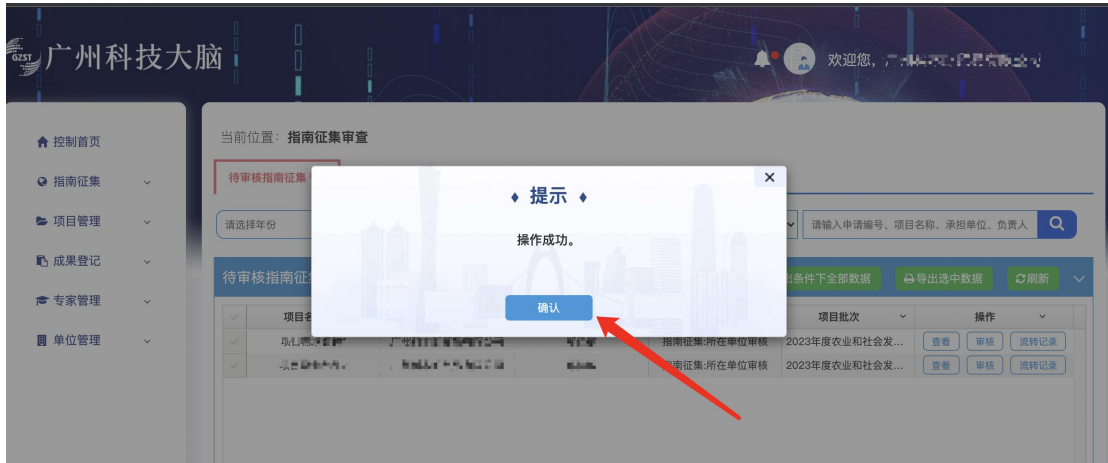 GZST 广州科技大脑
欢迎您,
控制首页
指南征集
项目管理
成果登记
专家管理
单位管理
当前位置：指南征集审查
待审核指南征集
请选择年份
请输入申请编号、项目名称、承担单位、负责人
待审核指南征
出条件下全部数据 导出选中数据 刷新
提示
操作成功。
确认
项目名 项目批次 操作
指南征集:所在单位审核 2023年度农业和社会发... 查看 审核 流转记录
指南征集:所在单位审核 2023年度农业和社会发... 查看 审核 流转记录